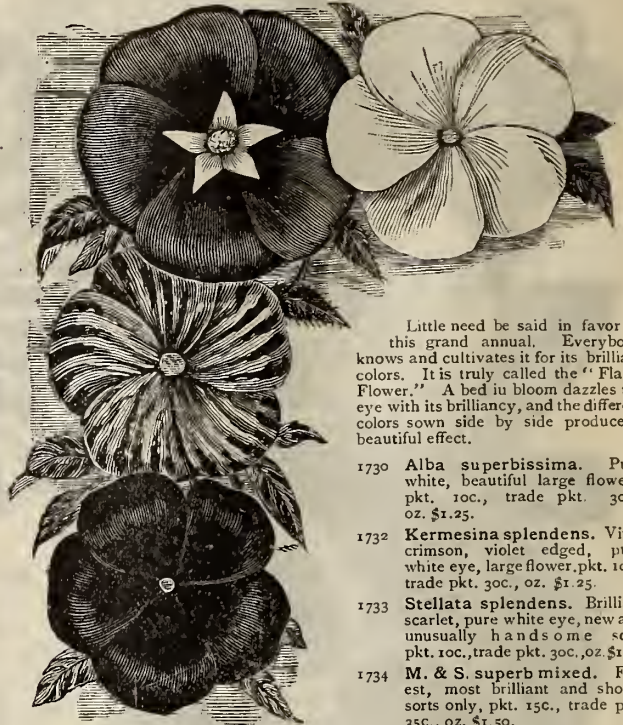 Little need be said in favor
this grand annual. Everybo
knows and cultivates it for its brillia
colors. It is truly called the "Fla
Flower." A bed iu bloom dazzles
eye with its brilliancy, and the differe
colors sown side by side produce
beautiful effect.
1730 Alba superbissima. Pu
white, beautiful large flowe
pkt. 10c., trade pkt. 30
oz. $1.25.
1732 Kermesina splendens. Vi
crimson, violet edged, pu
white eye, large flower. pkt. 10
trade pkt. 30c., oz. $1.25.
1733 Stellata splendens. Brilli
scarlet, pure white eye, new a
unusually handsome so
pkt. 10c., trade pkt. 30c., oz. $1
1734 M. & S. superb mixed. F
est, most brilliant and sho
sorts only, pkt. 15c., trade p
35c., oz. $1.50.